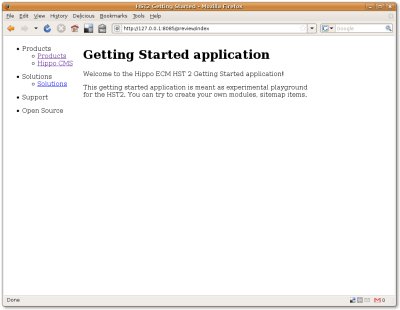 HST2 Getting Started - Mozilla Firefox
File Edit View History Delicious Bookmarks Tools Help
http://127.0.0.1:8085/preview/index
Google
Products
Products
Hippo CMS
Solutions
Solutions
Support
Open Source
Getting Started application
Welcome to the Hippo ECM HST 2 Getting Started application!
This getting started application is meant as experimental playground
for the HST2. You can try to create your own modules, sitemap items,
Done
0